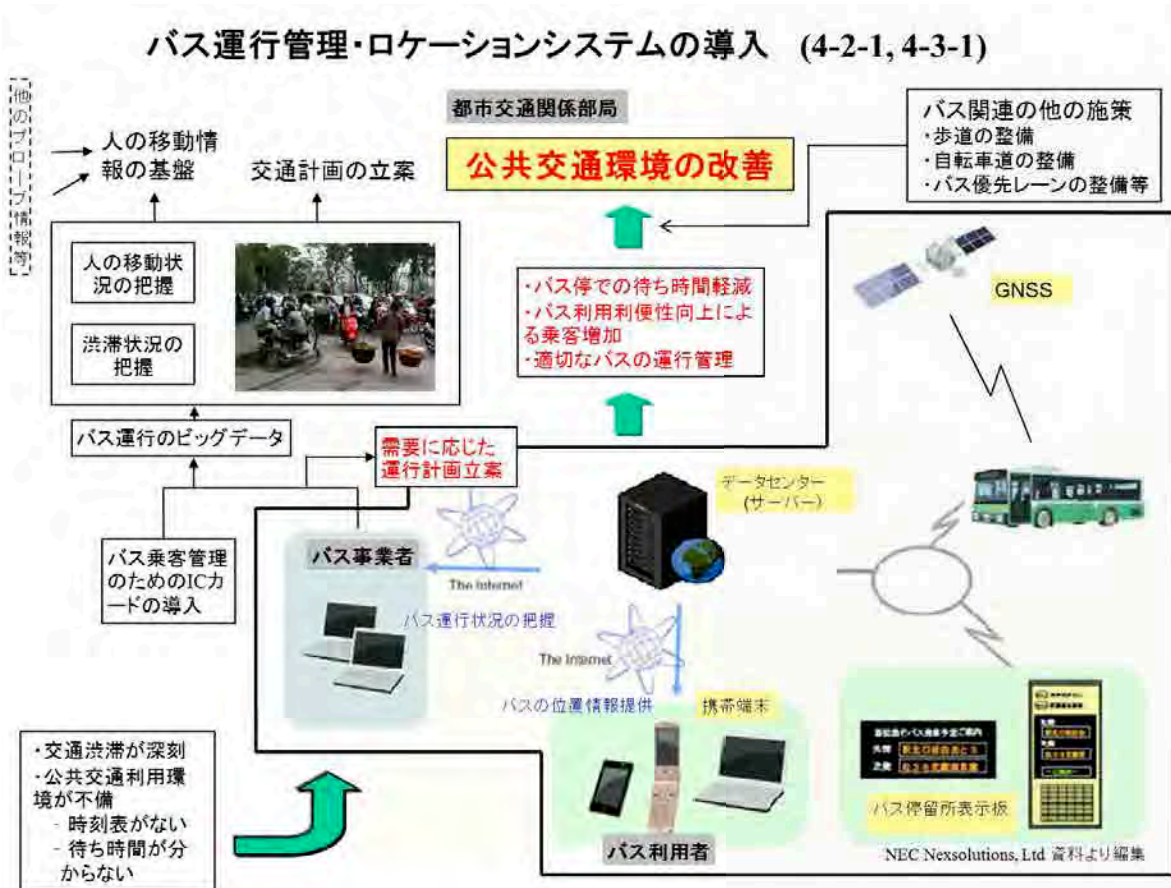 バス運行管理・ロケーションシステムの導入 (4-2-1, 4-3-1)
他のプローブ情報等
人の移動情
報の基盤
交通計画の立案
都市交通関係部局
公共交通環境の改善
バス関連の他の施策
・歩道の整備
・自転車道の整備
・バス優先レーンの整備等
人の移動状
況の把握
渋滞状況の
把握
・バス停での待ち時間軽減
・バス利用利便性向上によ
る乗客増加
・適切なバスの運行管理
GNSS
バス運行のビッグデータ
需要に応じた
運行計画立案
データセンター
(サーバー)
バス乗客管理
のためのICカ
ードの導入
バス事業者
The Internet
バス運行状況の把握
The Internet
バスの位置情報提供
携帯端末
・交通渋滞が深刻
・公共交通利用環
境が不備
- 時刻表がない
- 待ち時間が分
からない
バス利用者
先発
次発
バス停留所表示板
NEC Nexsolutions, Ltd 資料より編集